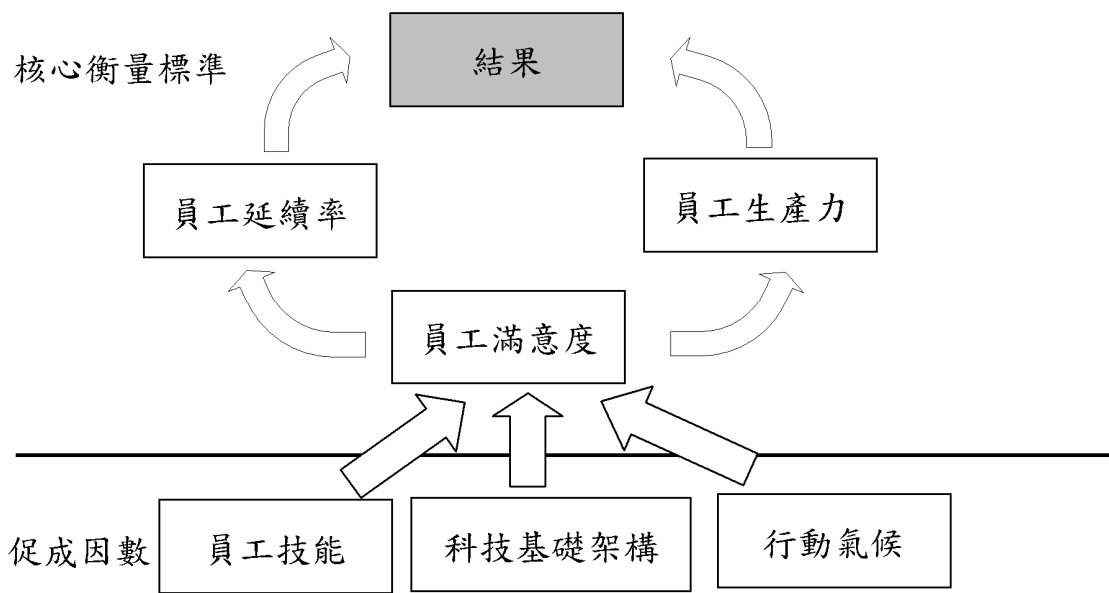 結果
核心衡量標準
員工延續率
員工生產力
員工滿意度
促成因數
員工技能
科技基礎架構
行動氣候